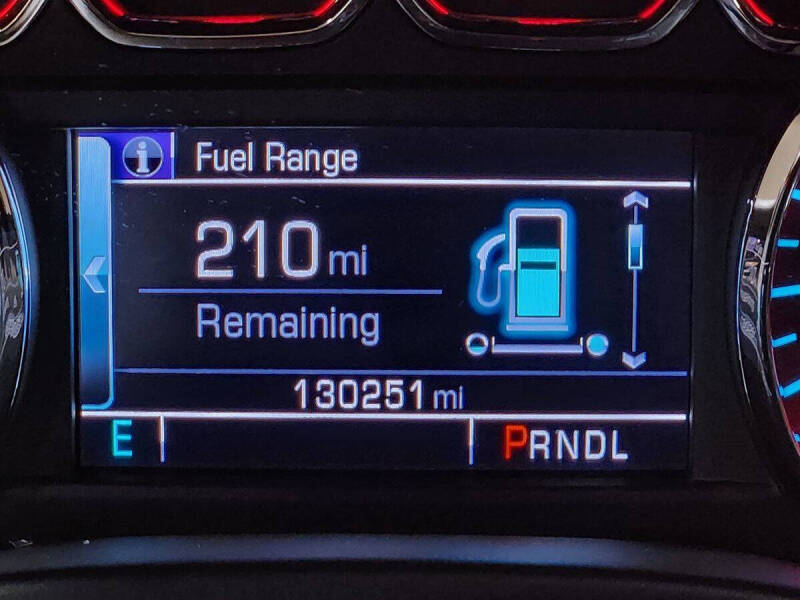 i Fuel Range
210 mi
Remaining
130251 mi
E PRNDL